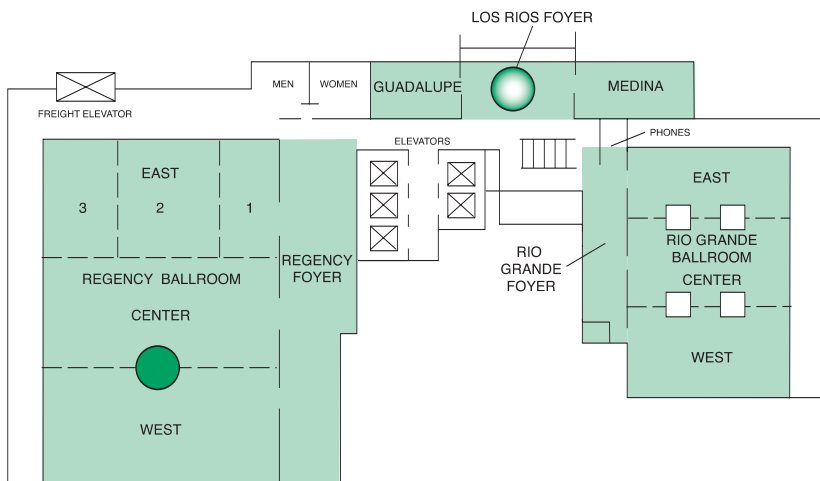 LOS RIOS FOYER
MEN
WOMEN
GUADALUPE
MEDINA
FREIGHT ELEVATOR
ELEVATORS
PHONES
EAST
3
2
1
REGENCY BALLROOM
CENTER
WEST
REGENCY
FOYER
RIO
GRANDE
FOYER
EAST
RIO GRANDE
BALLROOM
CENTER
WEST